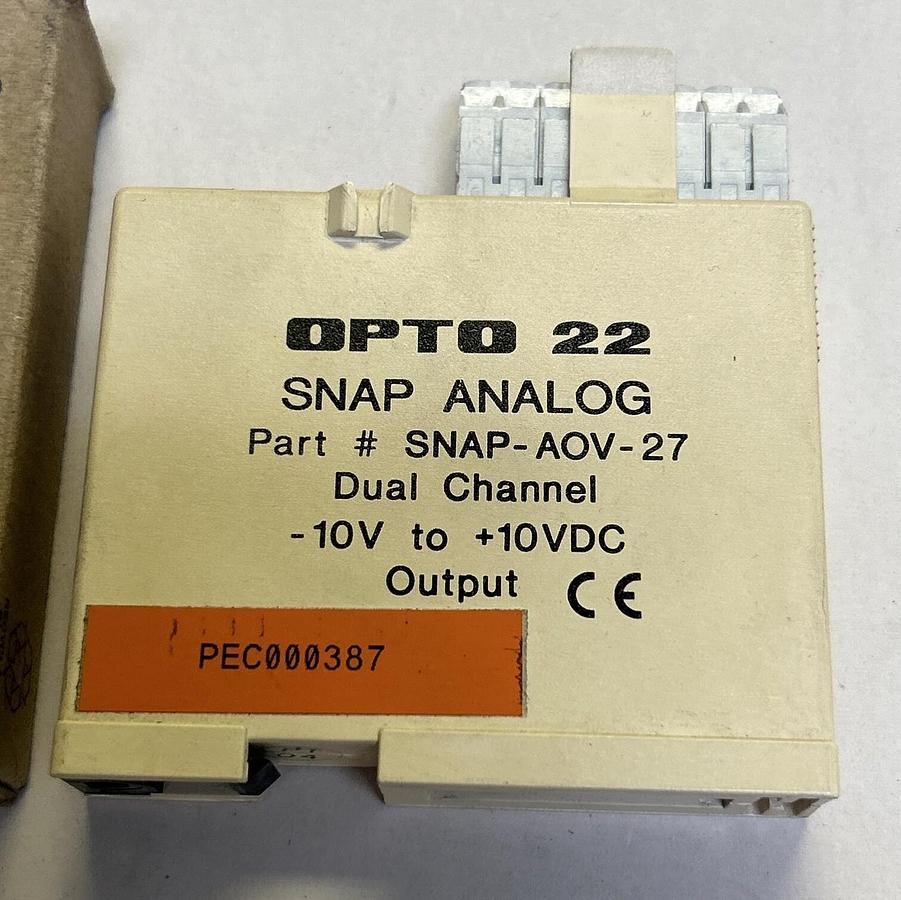 OPTO 22
SNAP ANALOG
Part # SNAP-AOV-27
Dual Channel
-10V to +10VDC
Output CE
PEC000387